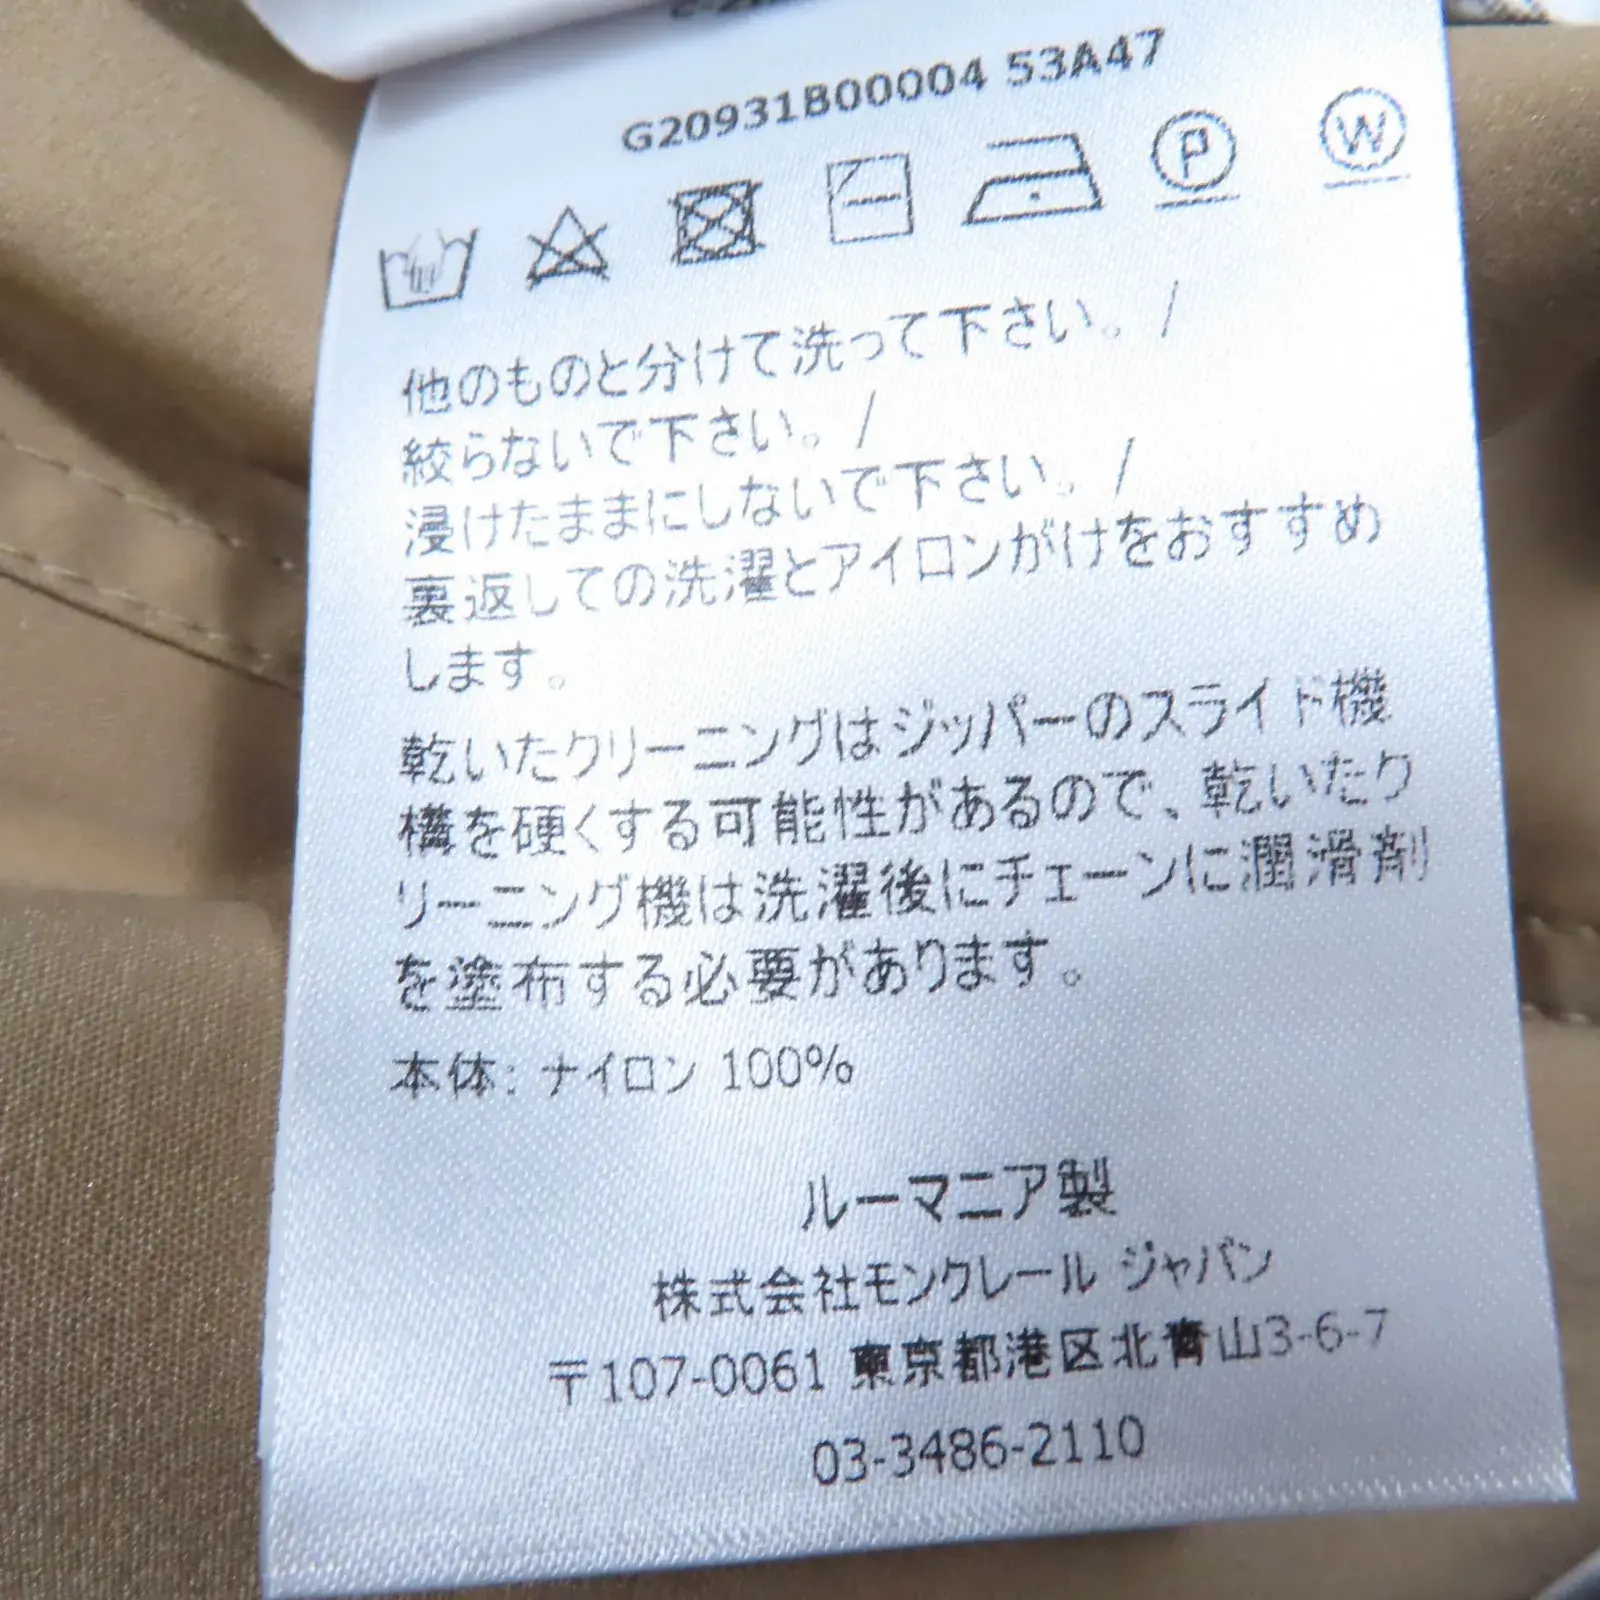 G20931B00004 53A47
P W
他のものと分けて洗って下さい。/
絞らないで下さい。/
浸けたままにしないで下さい。/
裏返しての洗濯とアイロンがけをおすすめ
します。
乾いたクリーニングはジッパーのスライド機
構を硬くする可能性があるので、乾いたク
リーニング機は洗濯後にチェーンに潤滑剤
を塗布する必要があります。
本体: ナイロン 100%
ルーマニア製
株式会社モンクレール ジャパン
〒107-0061 東京都港区北青山3-6-7
03-3486-2110